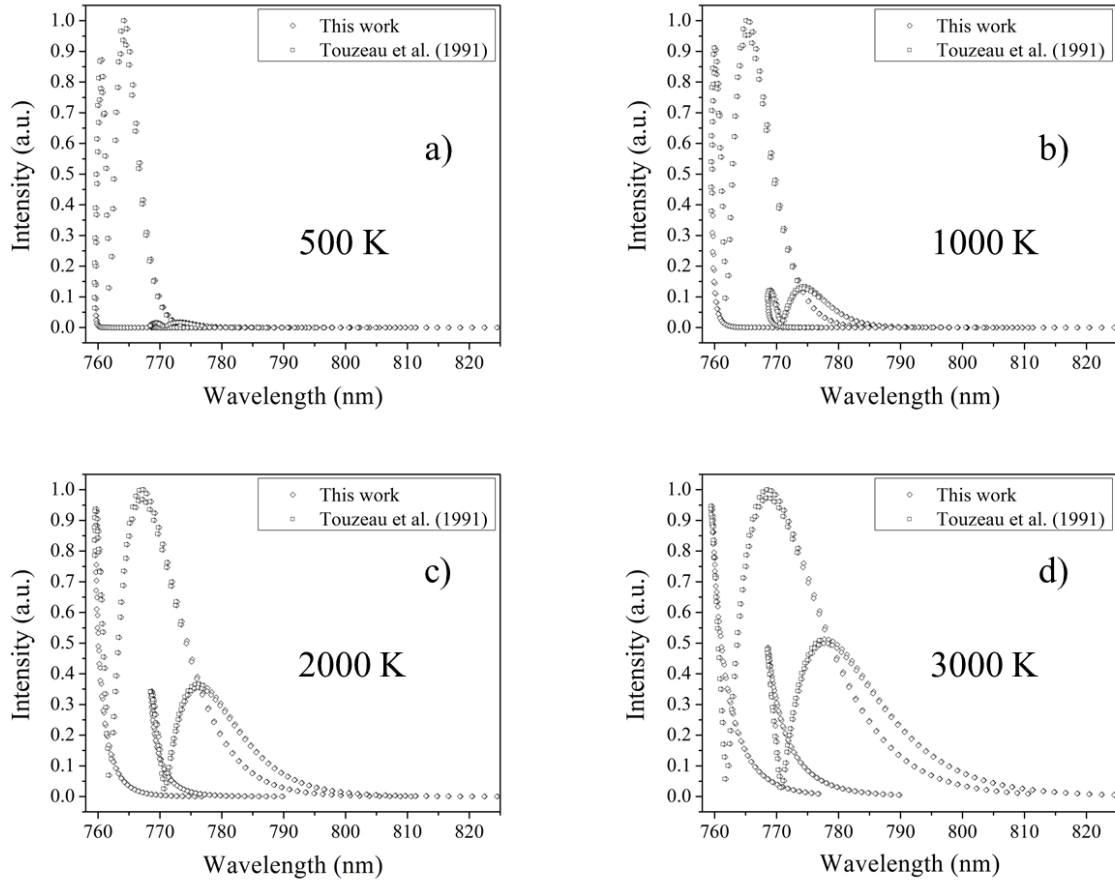 This work
Touzeau et al. (1991)
a)
500 K
Intensity (a.u.)
1.0
0.9
0.8
0.7
0.6
0.5
0.4
0.3
0.2
0.1
0.0
760 770 780 790 800 810 820
Wavelength (nm)
This work
Touzeau et al. (1991)
b)
1000 K
Intensity (a.u.)
1.0
0.9
0.8
0.7
0.6
0.5
0.4
0.3
0.2
0.1
0.0
760 770 780 790 800 810 820
Wavelength (nm)
This work
Touzeau et al. (1991)
c)
2000 K
Intensity (a.u.)
1.0
0.9
0.8
0.7
0.6
0.5
0.4
0.3
0.2
0.1
0.0
760 770 780 790 800 810 820
Wavelength (nm)
This work
Touzeau et al. (1991)
d)
3000 K
Intensity (a.u.)
1.0
0.9
0.8
0.7
0.6
0.5
0.4
0.3
0.2
0.1
0.0
760 770 780 790 800 810 820
Wavelength (nm)